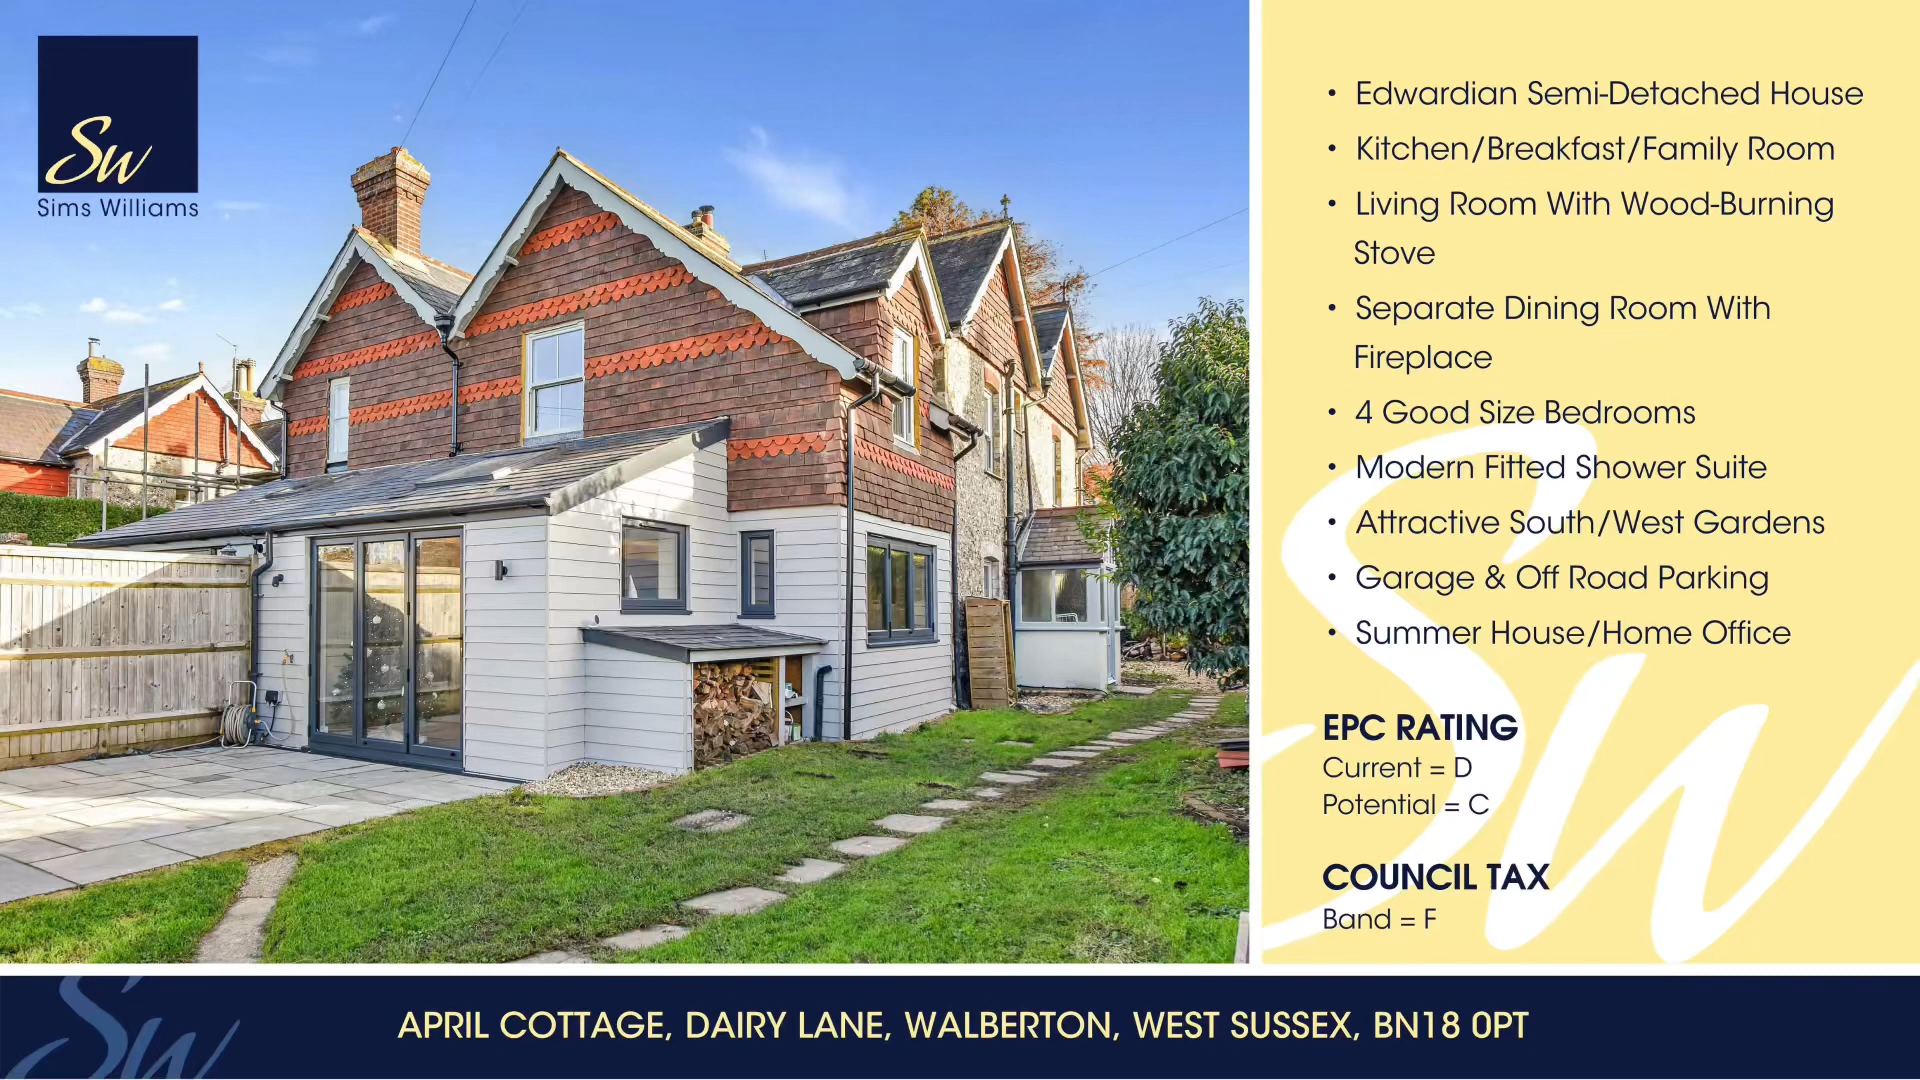 SW
Sims Williams
• Edwardian Semi-Detached House
• Kitchen/Breakfast/Family Room
• Living Room With Wood-Burning
Stove
• Separate Dining Room With
Fireplace
• 4 Good Size Bedrooms
• Modern Fitted Shower Suite
• Attractive South/West Gardens
• Garage & Off Road Parking
• Summer House/Home Office
EPC RATING
Current = D
Potential = C
COUNCIL TAX
Band = F
Sw
Sw
APRIL COTTAGE, DAIRY LANE, WALBERTON, WEST SUSSEX, BN18 0PT